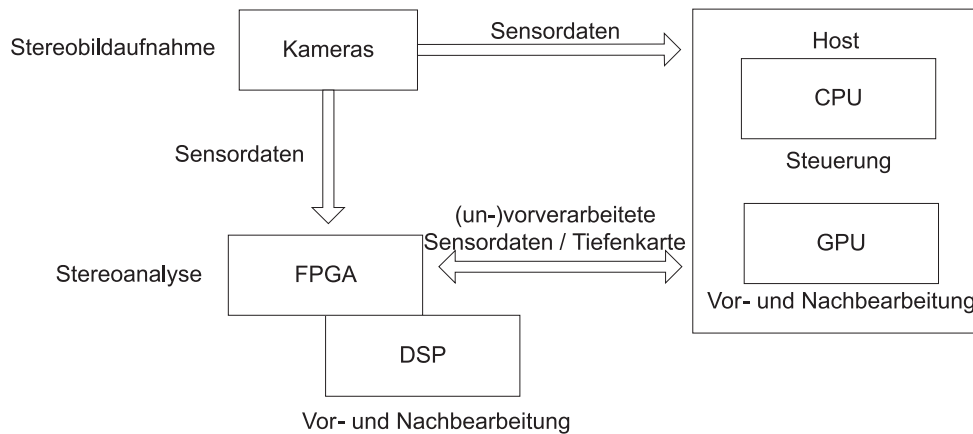 Stereobildaufnahme
Kameras
Sensordaten
Host
CPU
Steuerung
Sensordaten
(un-)vorverarbeitete
Sensordaten / Tiefenkarte
GPU
Vor- und Nachbearbeitung
Stereoanalyse
FPGA
DSP
Vor- und Nachbearbeitung